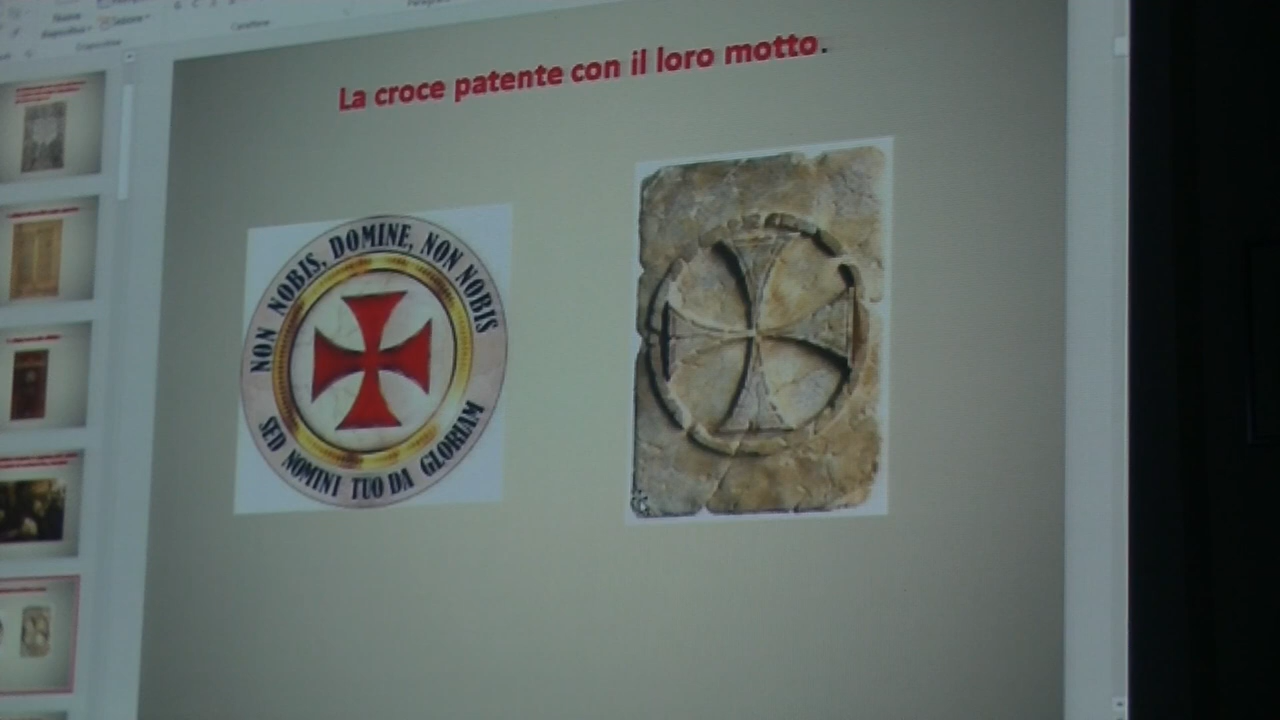 La croce patente con il loro motto.
NON NOBIS, DOMINE, NON NOBIS
SED NOMINI TUO DA GLORIAM